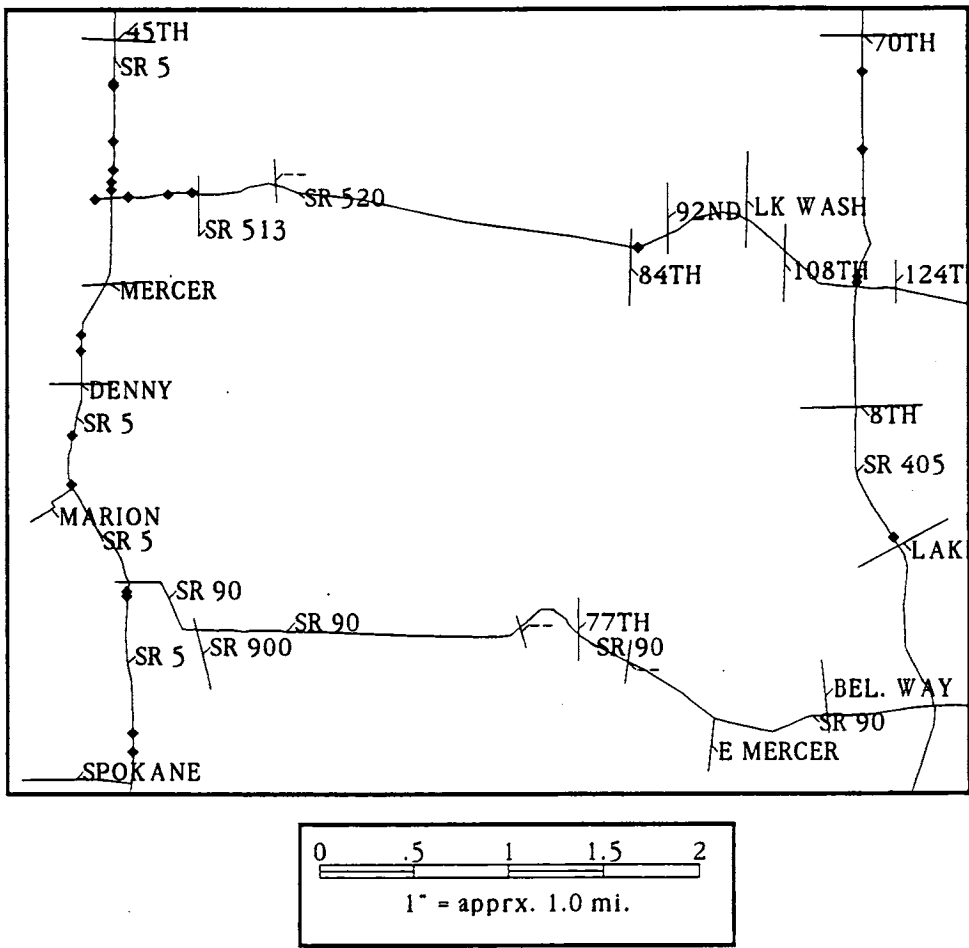 45TH
70TH
SR 5
--
SR 520
92ND
LK WASH
SR 513
84TH
108TH
124TH
MERCER
DENNY
8TH
SR 5
SR 405
MARION
SR 5
LAKE
SR 90
SR 90
--
77TH
SR 900
SR 90
SR 5
--
BEL. WAY
SR 90
E MERCER
SPOKANE
0 .5 1 1.5 2
1" = apprx. 1.0 mi.